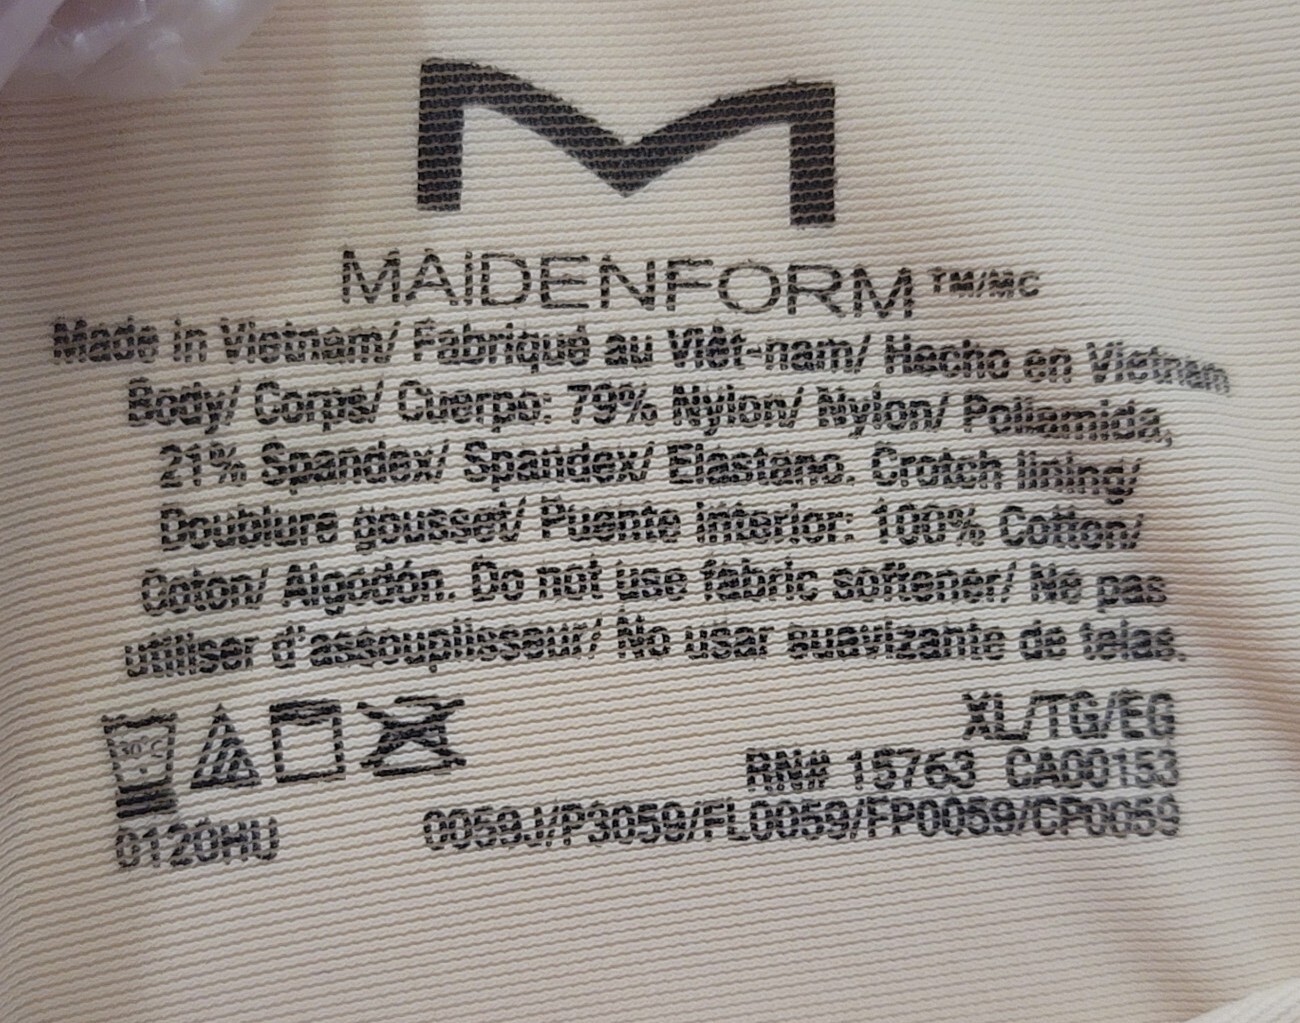 M
MAIDENFORM™/MC
Made in Vietnam/ Fabriqué au Viêt-nam/ Hecho en Vietnam
Body/ Corps/ Cuerpo: 79% Nylon/ Nylon/ Poliamida,
21% Spandex/ Spandex/ Elastano. Crotch lining/
Doublure gousset/ Puente interior: 100% Cotton/
Coton/ Algodón. Do not use fabric softener/ Ne pas
utiliser d'assouplisseur/ No usar suavizante de telas.
30°C
XL/TG/EG
RN# 15763 CA00153
0120HU 0059J/P3059/FL0059/FP0059/CP0059